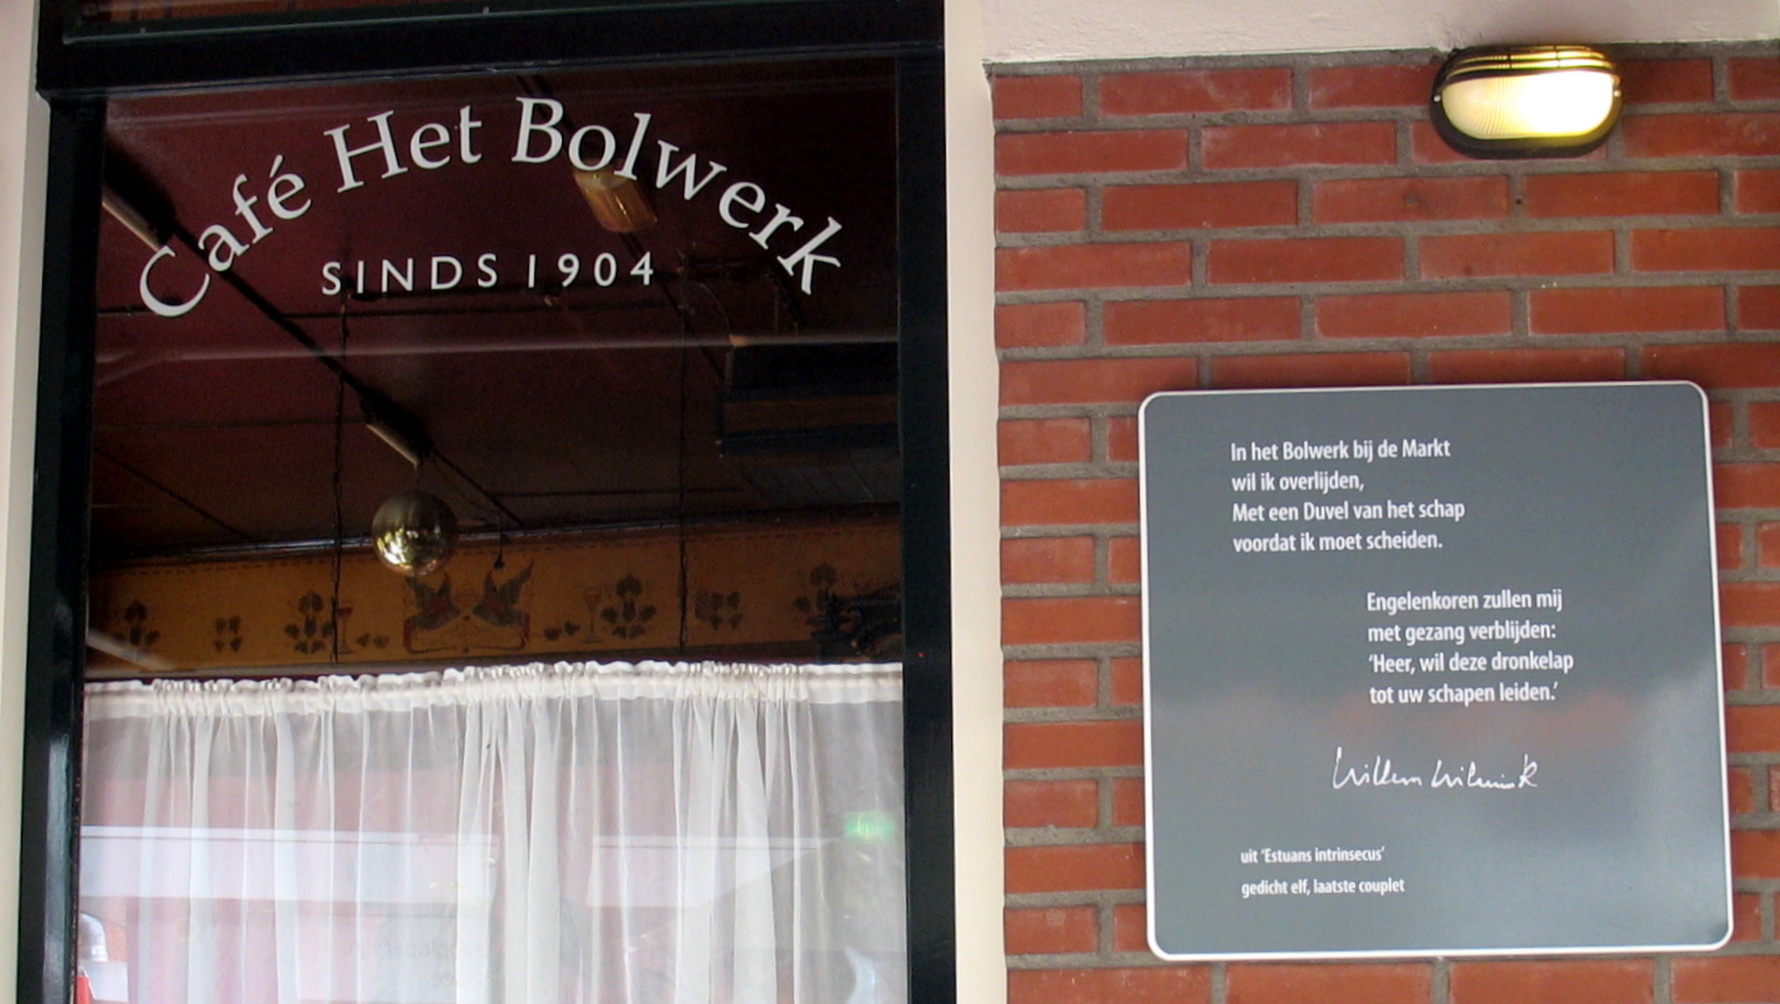 Café Het Bolwerk
SINDS 1904
In het Bolwerk bij de Markt
wil ik overlijden,
Met een Duvel van het schap
voordat ik moet scheiden.
Engelenkoren zullen mij
met gezang verblijden:
‘Heer, wil deze dronkelap
tot uw schapen leiden.’
Willem Wilmink
uit ‘Estuans intrinsecus’
gedicht elf, laatste couplet